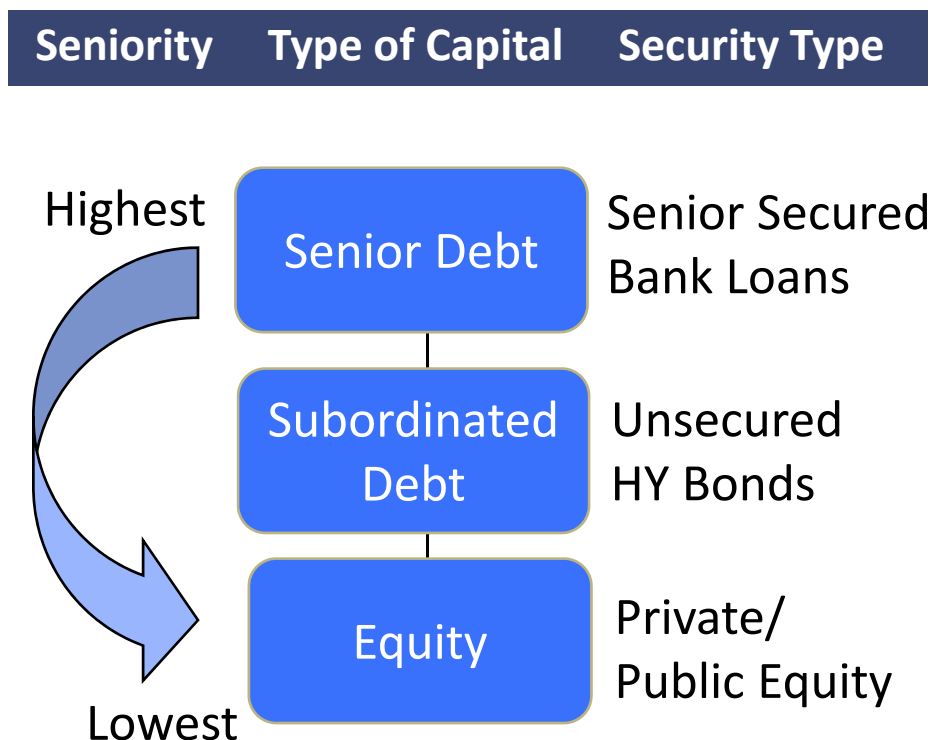 Seniority Type of Capital Security Type
Highest
Senior Debt
Senior Secured
Bank Loans
Subordinated
Debt
Unsecured
HY Bonds
Equity
Private/
Public Equity
Lowest